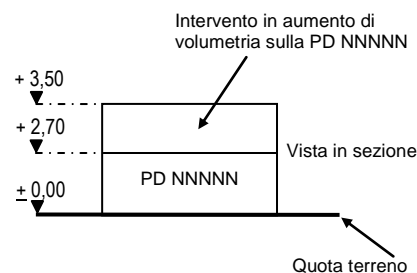 Intervento in aumento di
volumetria sulla PD NNNNN
+ 3,50
+ 2,70
Vista in sezione
PD NNNNN
± 0,00
Quota terreno